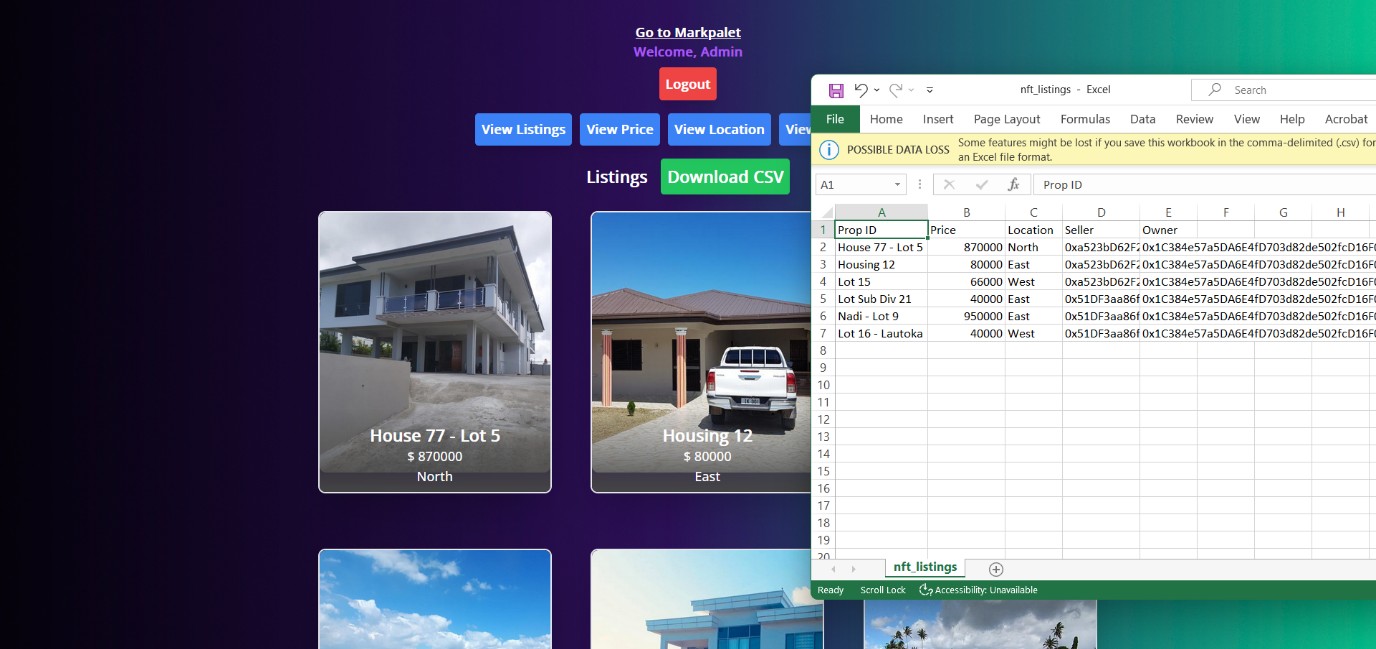 Go to Markpalet
Welcome, Admin
Logout
View Listings View Price View Location View
Listings Download CSV
House 77 - Lot 5
$ 870000
North
Housing 12
$ 80000
East
nft_listings - Excel
Search
File Home Insert Page Layout Formulas Data Review View Help Acrobat
POSSIBLE DATA LOSS Some features might be lost if you save this workbook in the comma-delimited (.csv) for
an Excel file format.
A1 fx Prop ID
A B C D E F G H
1 Prop ID Price Location Seller Owner
2 House 77 - Lot 5 870000 North 0xa523bD62F2 0x1C384e57a5DA6E4fD703d82de502fcD16F
3 Housing 12 80000 East 0xa523bD62F2 0x1C384e57a5DA6E4fD703d82de502fcD16F
4 Lot 15 66000 West 0xa523bD62F2 0x1C384e57a5DA6E4fD703d82de502fcD16F
5 Lot Sub Div 21 40000 East 0x51DF3aa86f 0x1C384e57a5DA6E4fD703d82de502fcD16F
6 Nadi - Lot 9 950000 East 0x51DF3aa86f 0x1C384e57a5DA6E4fD703d82de502fcD16F
7 Lot 16 - Lautoka 40000 West 0x51DF3aa86f 0x1C384e57a5DA6E4fD703d82de502fcD16F
8
9
10
11
12
13
14
15
16
17
18
19
20
nft_listings
Ready Scroll Lock Accessibility: Unavailable